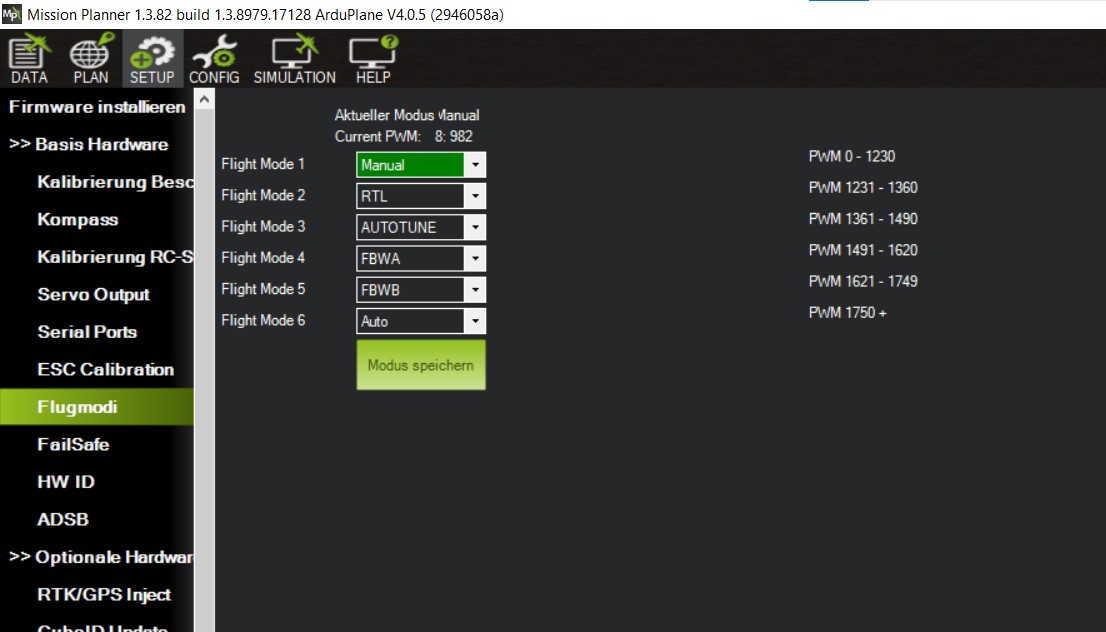 Mission Planner 1.3.82 build 1.3.8979.17128 ArduPlane V4.0.5 (2946058a)
DATA PLAN SETUP CONFIG SIMULATION HELP
Firmware installieren
>> Basis Hardware
Kalibrierung Besc
Kompass
Kalibrierung RC-S
Servo Output
Serial Ports
ESC Calibration
Flugmodi
FailSafe
HW ID
ADSB
>> Optionale Hardwar
RTK/GPS Inject
CubeID Update
Aktueller Modus Manual
Current PWM: 8: 982
Flight Mode 1 Manual PWM 0 - 1230
Flight Mode 2 RTL PWM 1231 - 1360
Flight Mode 3 AUTOTUNE PWM 1361 - 1490
Flight Mode 4 FBWA PWM 1491 - 1620
Flight Mode 5 FBWB PWM 1621 - 1749
Flight Mode 6 Auto PWM 1750 +
Modus speichern